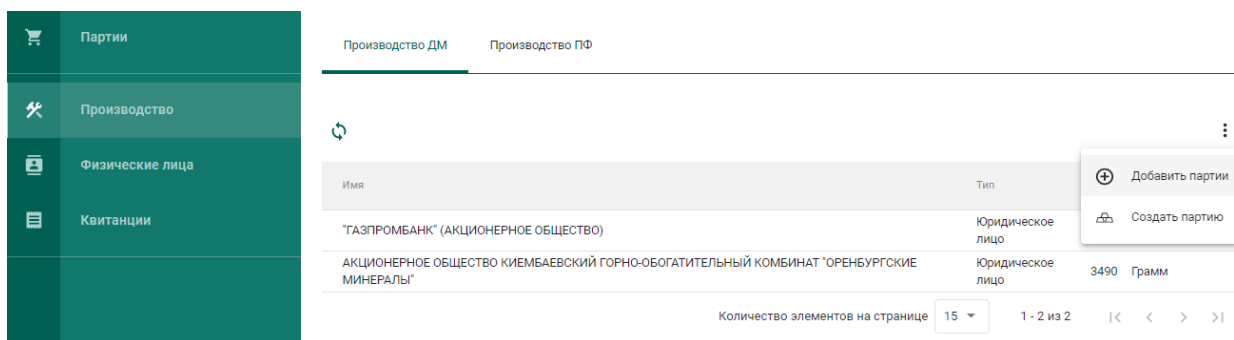 Партии
Производство
Физические лица
Квитанции
Производство ДМ Производство ПФ
Добавить партии
Создать партию
Имя Тип
"ГАЗПРОМБАНК" (АКЦИОНЕРНОЕ ОБЩЕСТВО) Юридическое
лицо
АКЦИОНЕРНОЕ ОБЩЕСТВО КИЕМБАЕВСКИЙ ГОРНО-ОБОГАТИТЕЛЬНЫЙ КОМБИНАТ "ОРЕНБУРГСКИЕ
МИНЕРАЛЫ" Юридическое
лицо 3490 Грамм
Количество элементов на странице 15 1 - 2 из 2